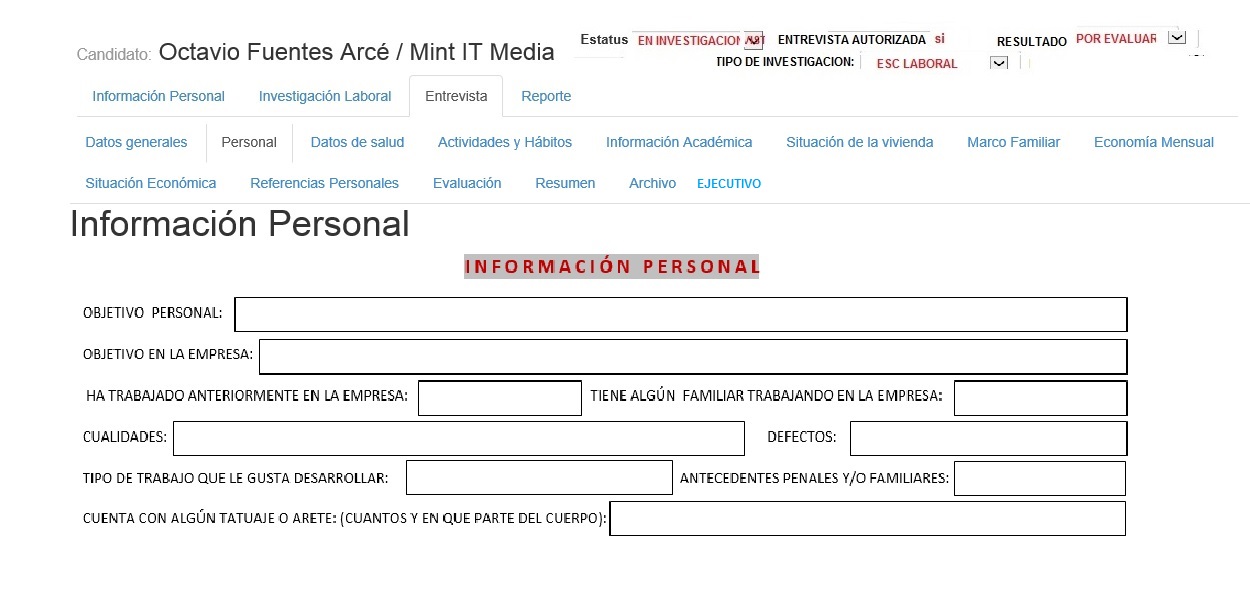 Candidato: Octavio Fuentes Arcé / Mint IT Media Estatus EN INVESTIGACION ENTREVISTA AUTORIZADA si RESULTADO POR EVALUAR
TIPO DE INVESTIGACION: ESC LABORAL
Información Personal Investigación Laboral Entrevista Reporte
Datos generales Personal Datos de salud Actividades y Hábitos Información Académica Situación de la vivienda Marco Familiar Economía Mensual
Situación Económica Referencias Personales Evaluación Resumen Archivo EJECUTIVO
Información Personal
INFORMACIÓN PERSONAL
OBJETIVO PERSONAL:
OBJETIVO EN LA EMPRESA:
HA TRABAJADO ANTERIORMENTE EN LA EMPRESA: TIENE ALGÚN FAMILIAR TRABAJANDO EN LA EMPRESA:
CUALIDADES: DEFECTOS:
TIPO DE TRABAJO QUE LE GUSTA DESARROLLAR: ANTECEDENTES PENALES Y/O FAMILIARES:
CUENTA CON ALGÚN TATUAJE O ARETE: (CUANTOS Y EN QUE PARTE DEL CUERPO):